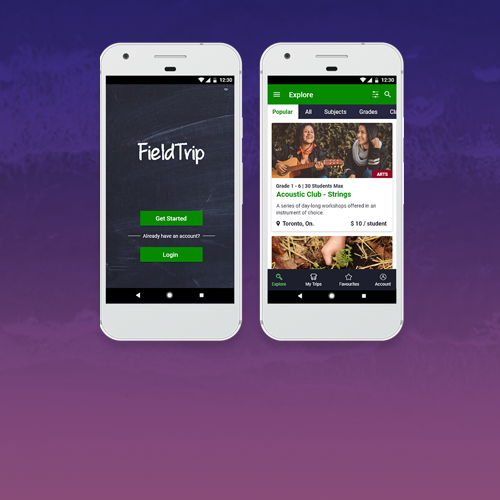 12:30
FieldTrip
Get Started
Already have an account?
Login
12:30
Explore
Popular All Subjects Grades
ARTS
Grade 1 - 6 | 30 Students Max
Acoustic Club - Strings
A series of day-long workshops offered in an
instrument of choice.
Toronto, On. $ 10 / student
Explore My Trips Favourites Account